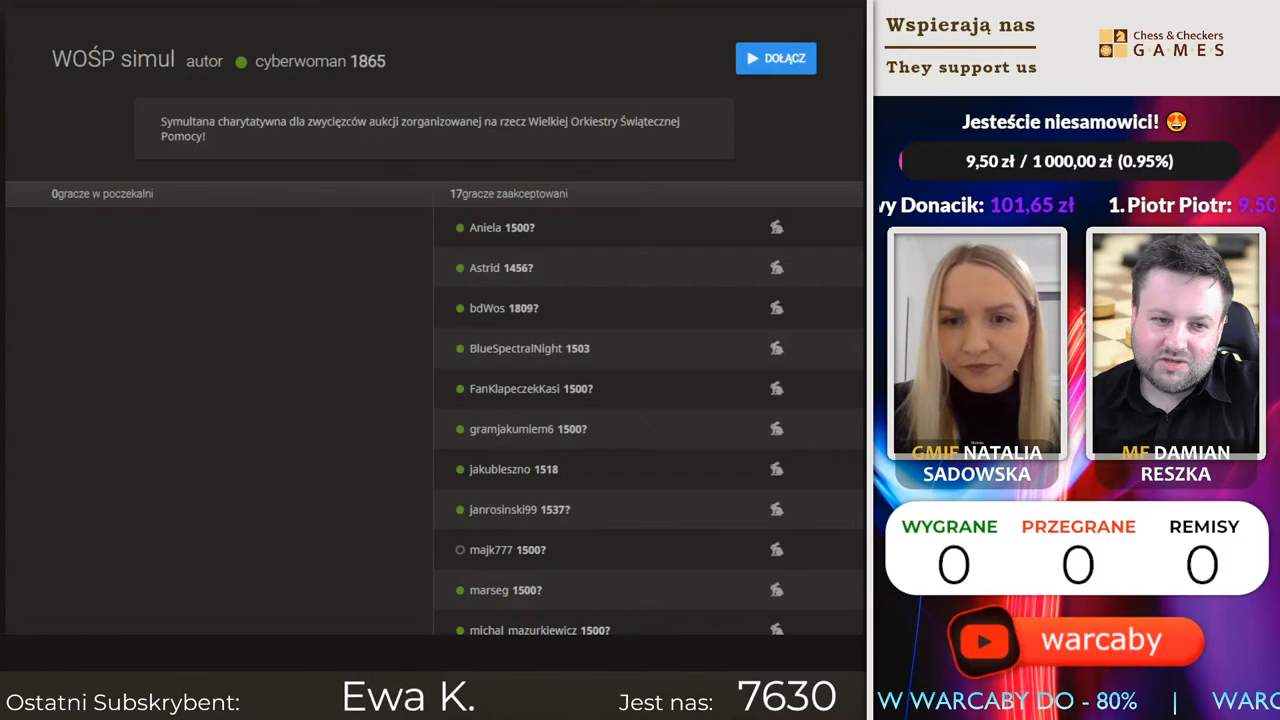 WOŚP simul autor cyberwoman 1865
DOŁĄCZ
Symultana charytatywna dla zwycięzców aukcji zorganizowanej na rzecz Wielkiej Orkiestry Świątecznej
Pomocy!
0gracze w poczekalni
17gracze zaakceptowani
Aniela 1500?
Astrid 1456?
bdWos 1809?
BlueSpectralNight 1503
FanKlapeczekKasi 1500?
gramjakumiem6 1500?
jakubleszno 1518
janrosinski99 1537?
majk777 1500?
marseg 1500?
michal_mazurkiewicz 1500?
Wspierają nas
They support us
Chess & Checkers
GAMES
Jesteście niesamowici! 😍
9,50 zł / 1 000,00 zł (0.95%)
vy Donacik: 101,65 zł 1. Piotr Piotr: 9,50
GMIF NATALIA
SADOWSKA
MF DAMIAN
RESZKA
WYGRANE PRZEGRANE REMISY
0 0 0
warcaby
Ostatni Subskrybent: Ewa K. Jest nas: 7630
W WARCABY DO - 80% | WARC